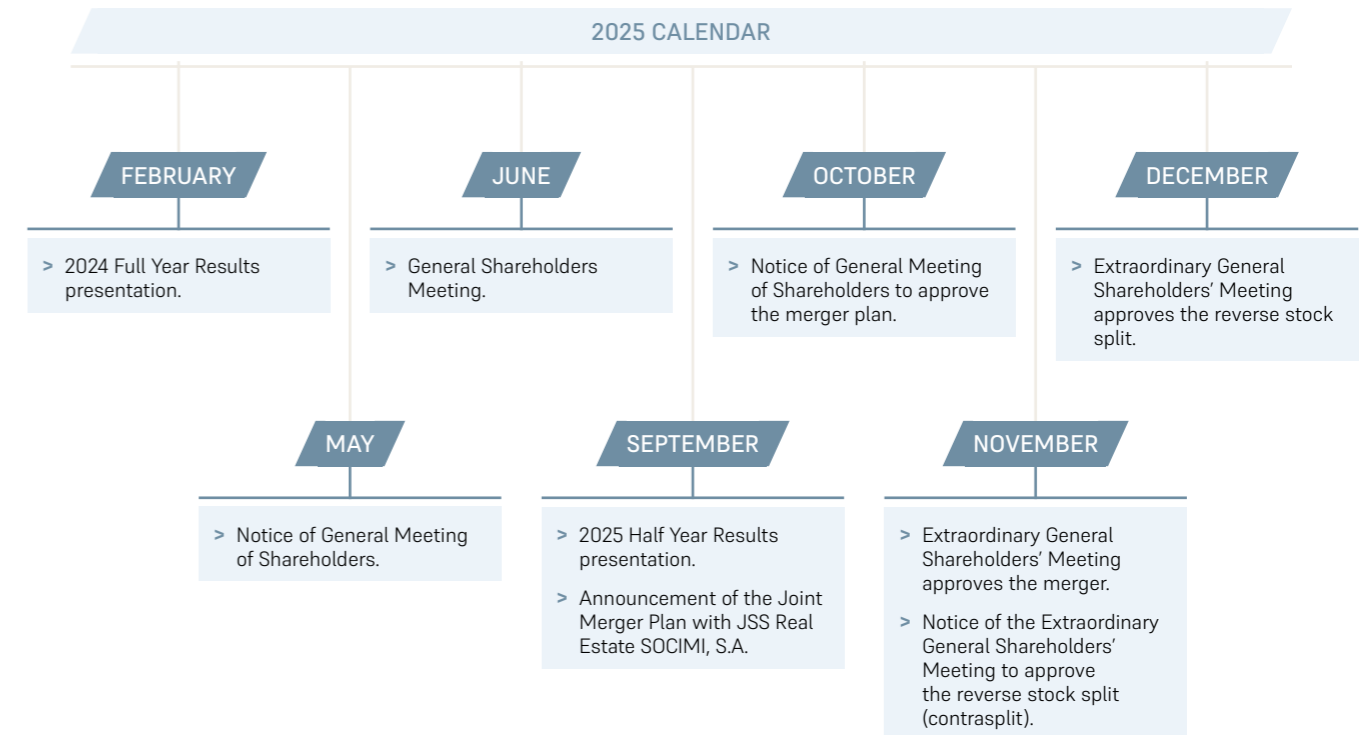 2025 CALENDAR
FEBRUARY
> 2024 Full Year Results
presentation.
MAY
> Notice of General Meeting
of Shareholders.
JUNE
> General Shareholders
Meeting.
SEPTEMBER
> 2025 Half Year Results
presentation.
> Announcement of the Joint
Merger Plan with JSS Real
Estate SOCIMI, S.A.
OCTOBER
> Notice of General Meeting
of Shareholders to approve
the merger plan.
NOVEMBER
> Extraordinary General
Shareholders’ Meeting
approves the merger.
> Notice of the Extraordinary
General Shareholders’
Meeting to approve
the reverse stock split
(contrasplit).
DECEMBER
> Extraordinary General
Shareholders’ Meeting
approves the reverse stock
split.